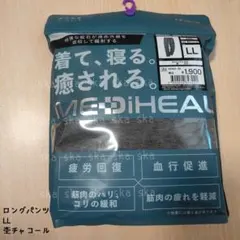 着て、寝る。
癒される。
D
LL
1,900
MEDiHEAL
疲労回復
血行促進
筋肉のハリ、
コリの緩和
筋肉の疲れを軽減
ロングパンツ
LL
杢チャコール